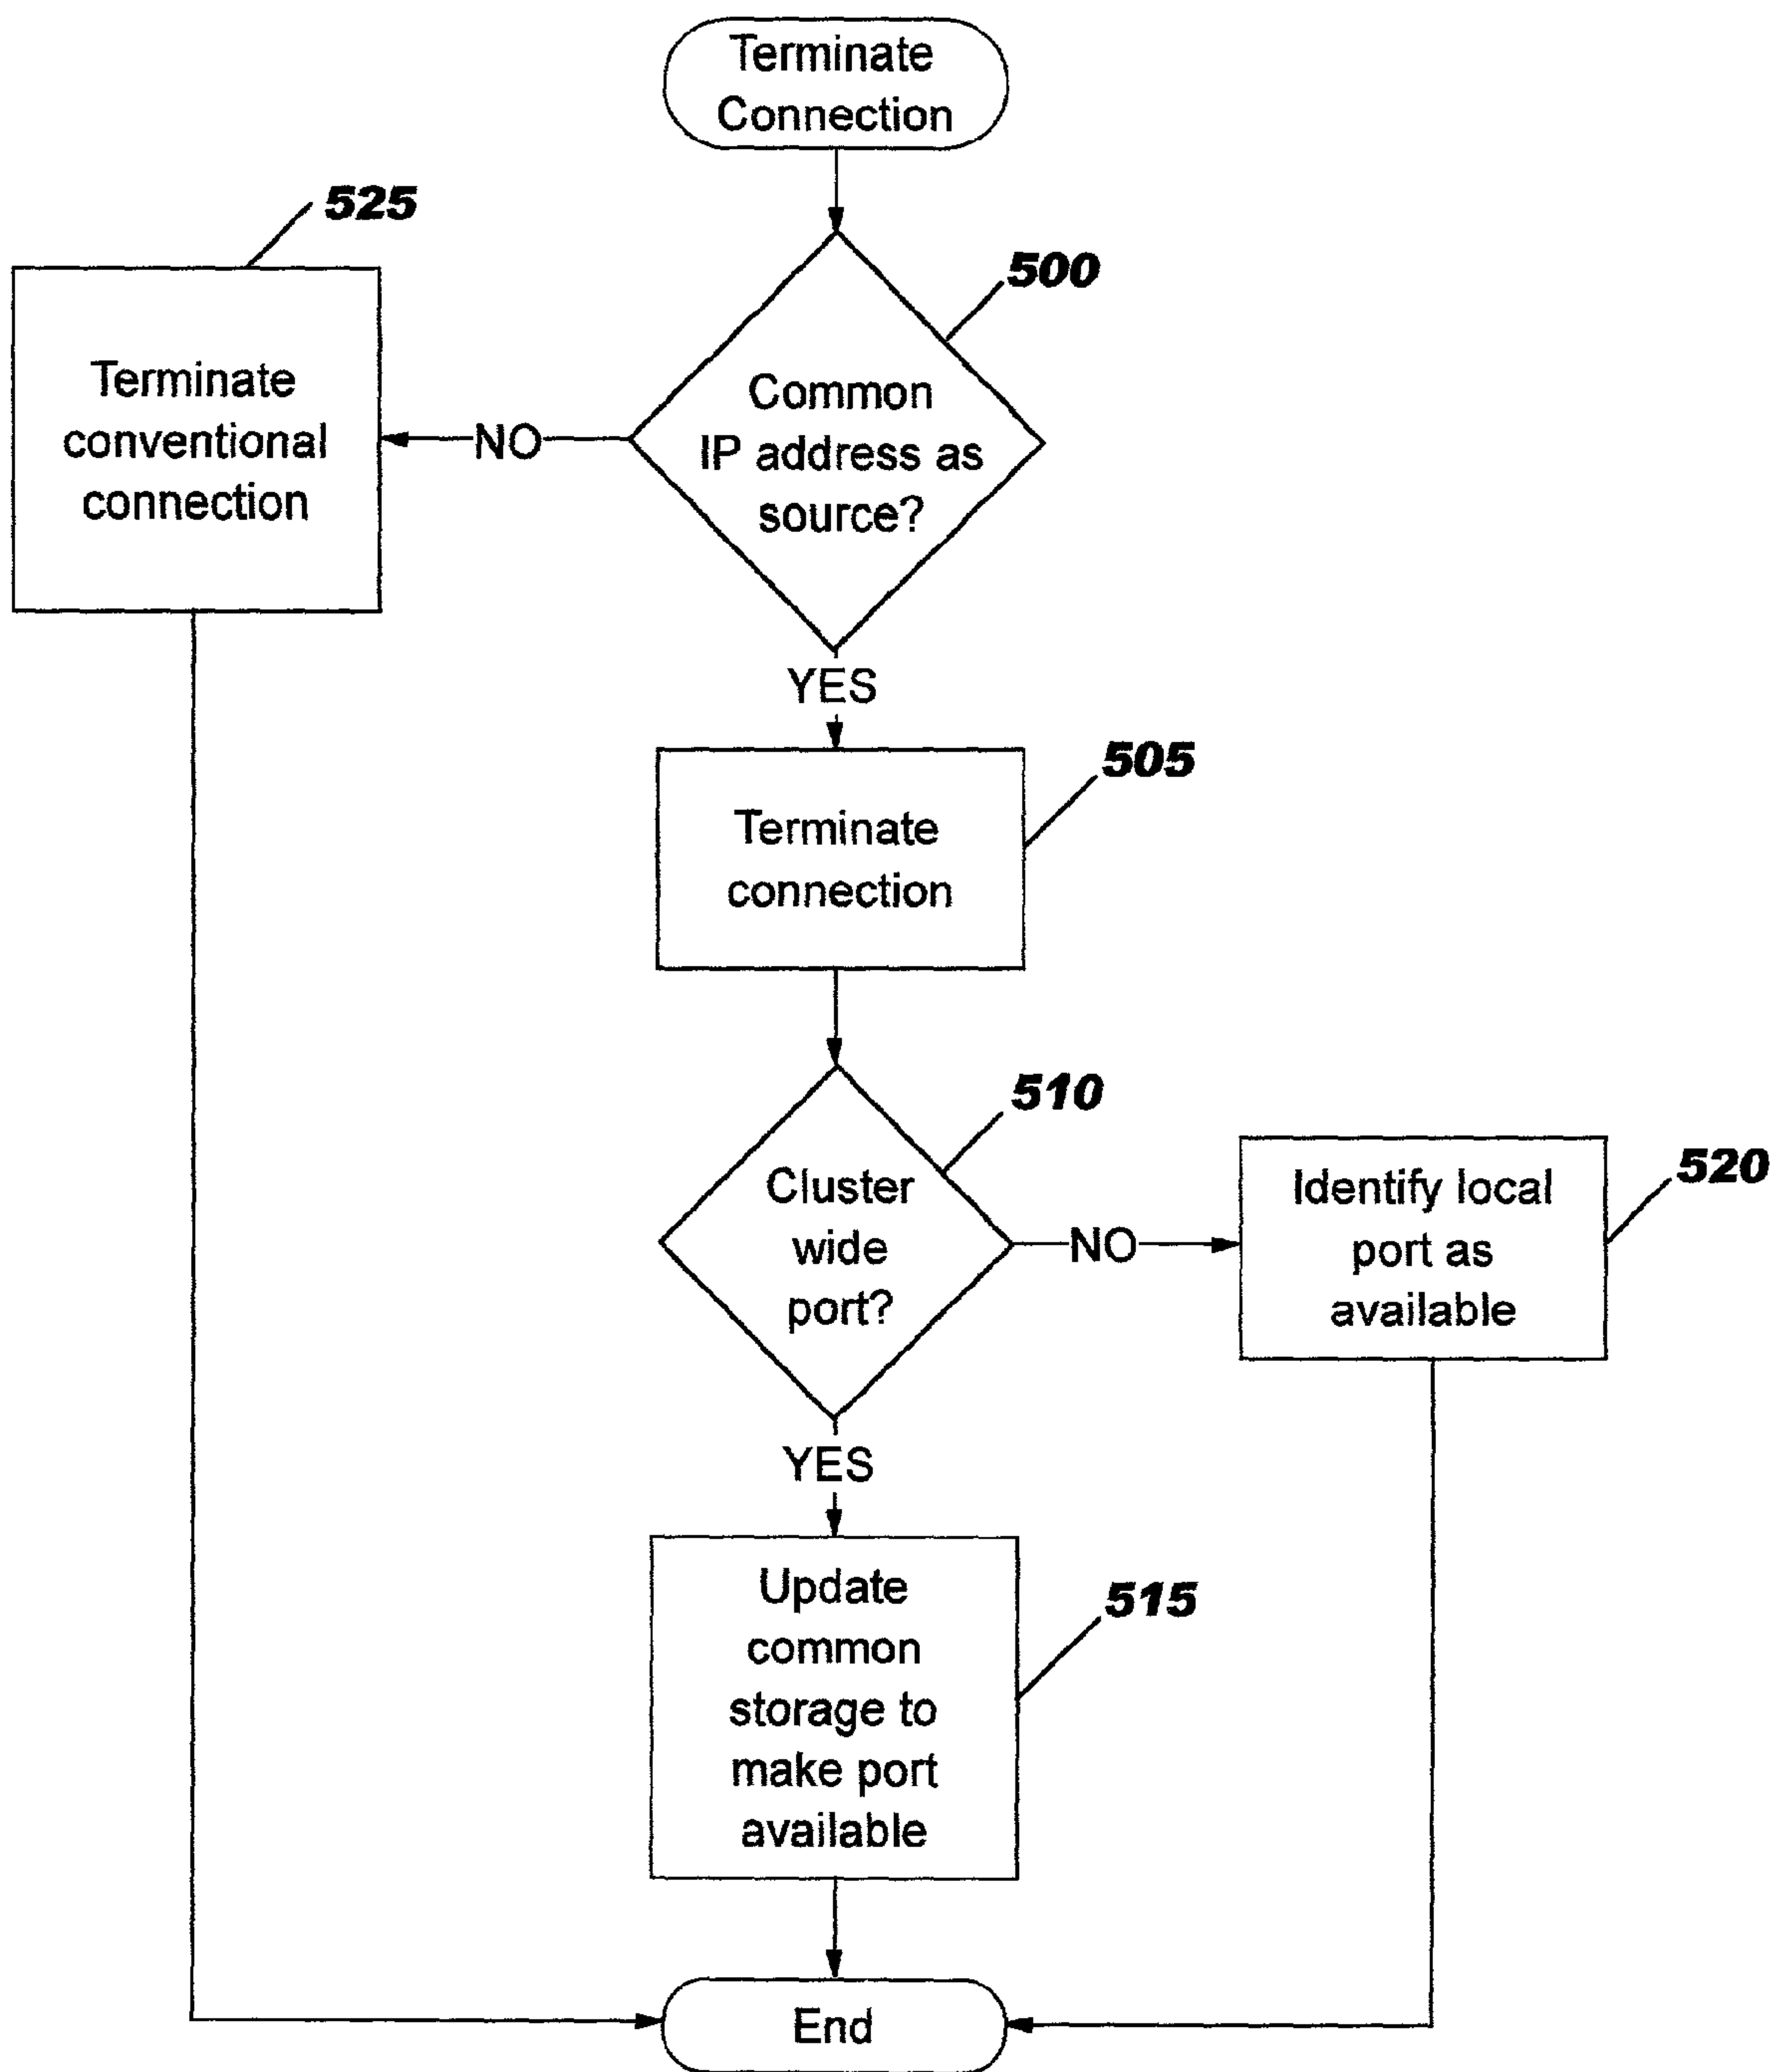 Terminate
Connection
525
500
Terminate
conventional
connection
NO
Common
IP address as
source?
YES
505
Terminate
connection
510
Cluster
wide
port?
NO
520
Identify local
port as
available
YES
515
Update
common
storage to
make port
available
End